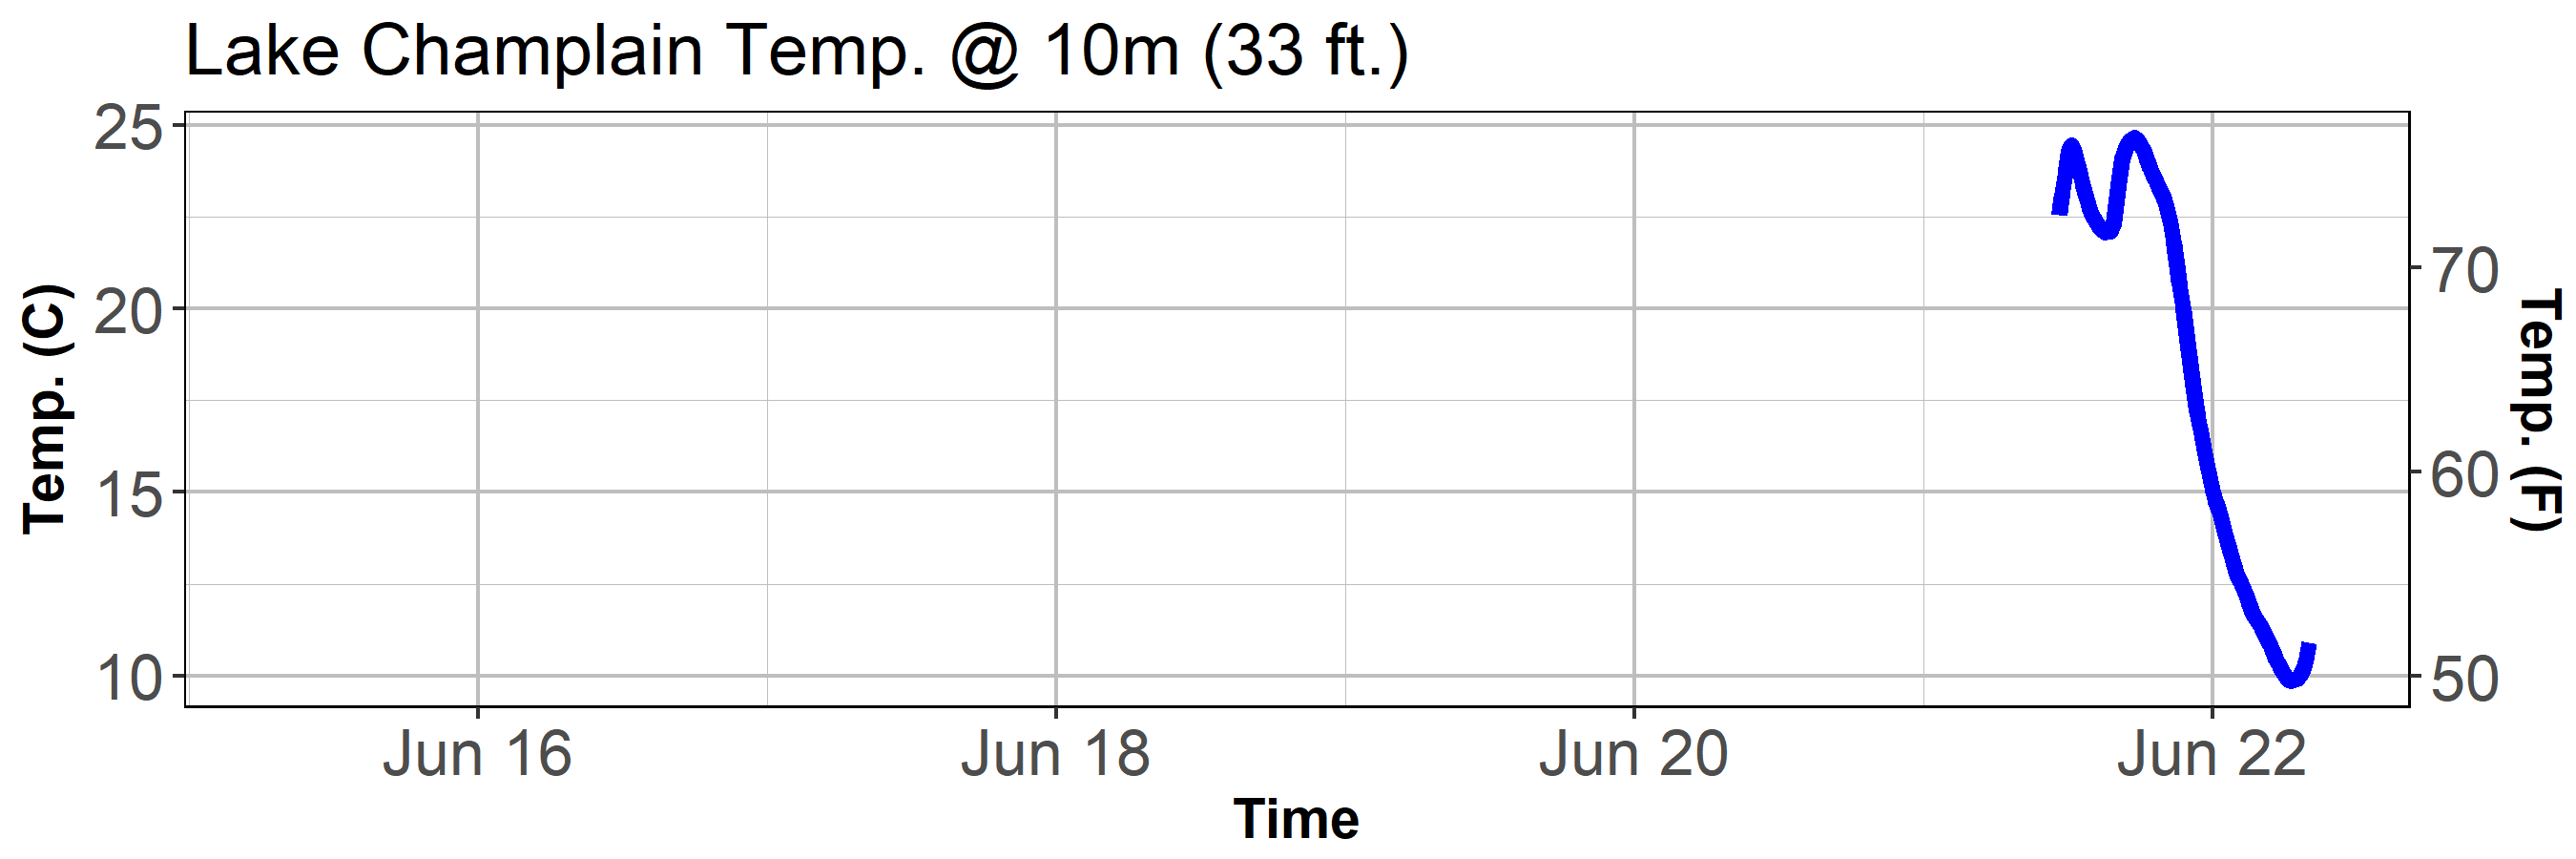 Lake Champlain Temp. @ 10m (33 ft.)
25
20
15
10
Temp. (C)
70
60
50
Temp. (F)
Jun 16 Jun 18 Jun 20 Jun 22
Time